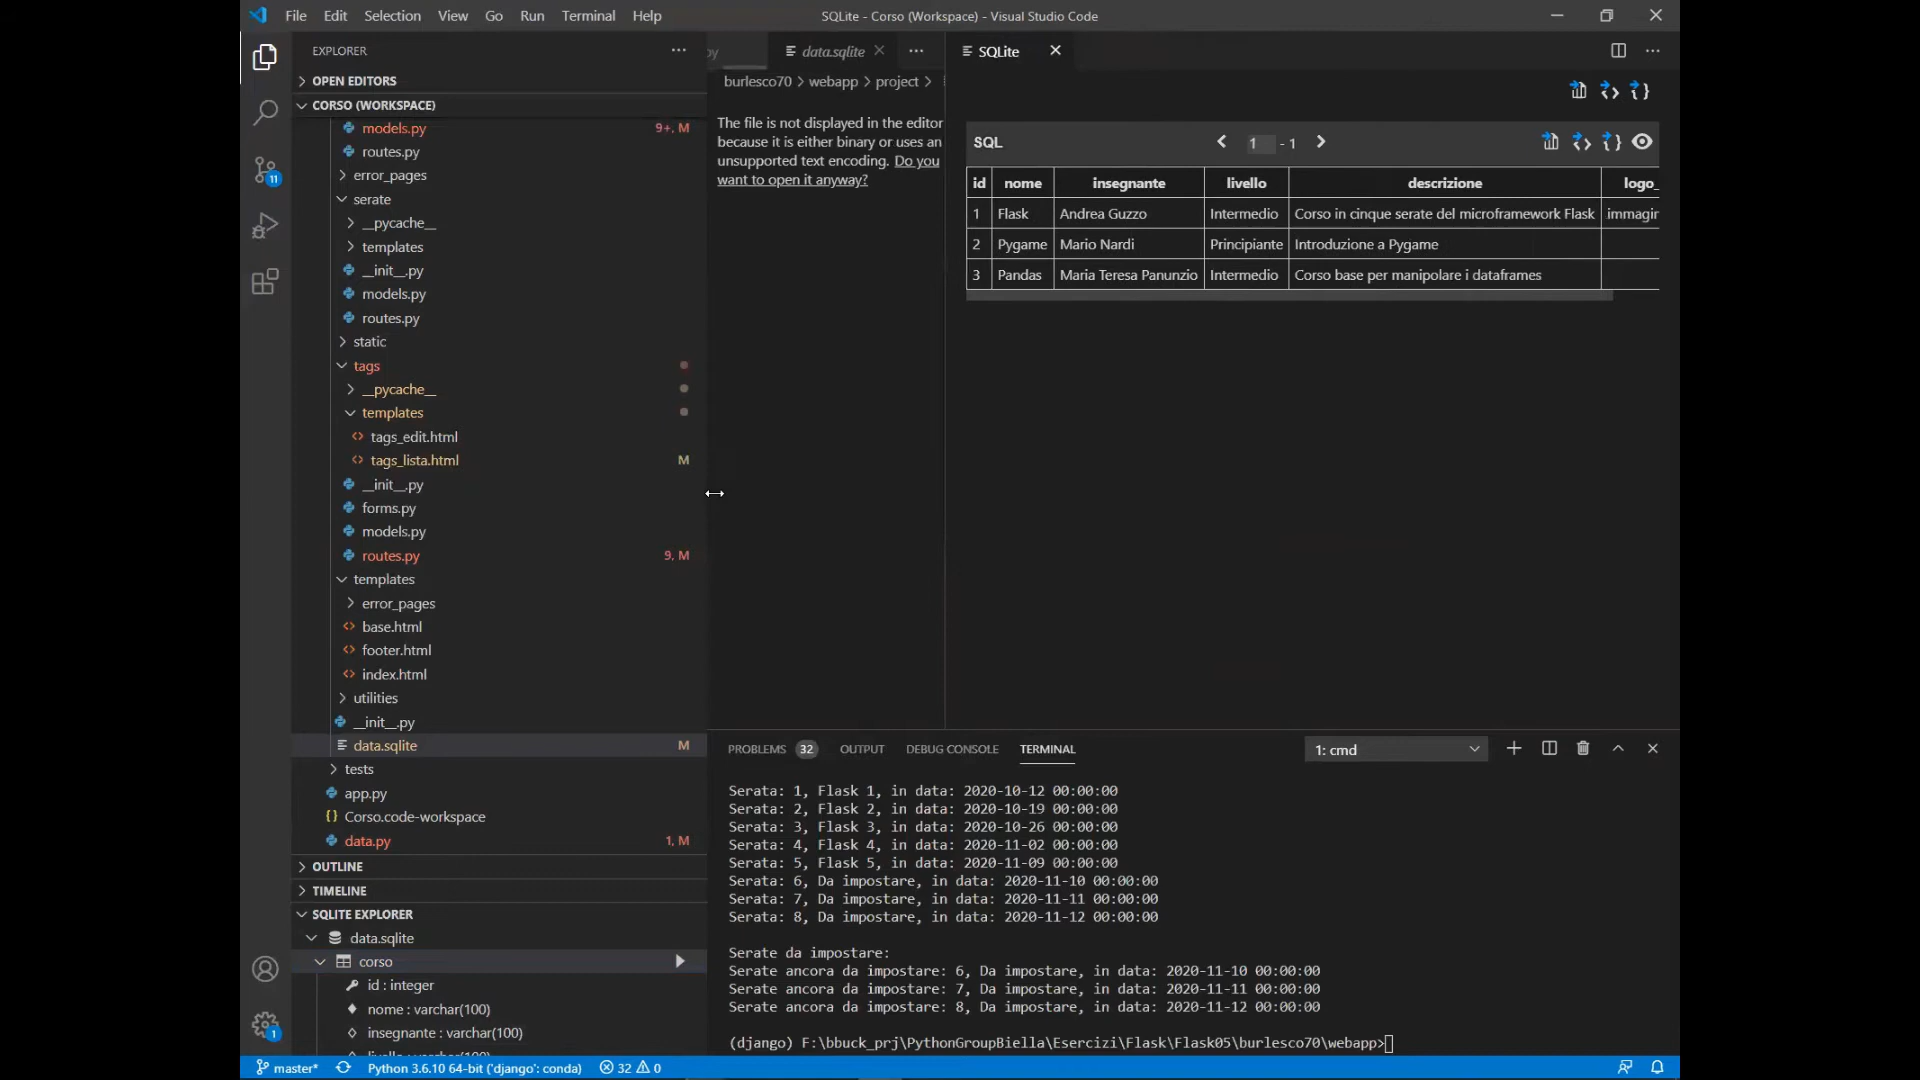 File Edit Selection View Go Run Terminal Help
SQLite - Corso (Workspace) - Visual Studio Code
EXPLORER
OPEN EDITORS
CORSO (WORKSPACE)
models.py 9+, M
routes.py
error_pages
serate
__pycache__
templates
__init__.py
models.py
routes.py
static
tags
__pycache__
templates
tags_edit.html
tags_lista.html M
__init__.py
forms.py
models.py
routes.py 9, M
templates
error_pages
base.html
footer.html
index.html
utilities
__init__.py
data.sqlite M
tests
app.py
Corso.code-workspace
data.py 1, M
OUTLINE
TIMELINE
SQLITE EXPLORER
data.sqlite
corso
id : integer
nome : varchar(100)
insegnante : varchar(100)
11
1
py data.sqlite
burlesco70 > webapp > project >
The file is not displayed in the editor
because it is either binary or uses an
unsupported text encoding. Do you
want to open it anyway?
SQLite
SQL 1 - 1
id nome insegnante livello descrizione logo_
1 Flask Andrea Guzzo Intermedio Corso in cinque serate del microframework Flask immagin
2 Pygame Mario Nardi Principiante Introduzione a Pygame
3 Pandas Maria Teresa Panunzio Intermedio Corso base per manipolare i dataframes
PROBLEMS 32 OUTPUT DEBUG CONSOLE TERMINAL 1: cmd
Serata: 1, Flask 1, in data: 2020-10-12 00:00:00
Serata: 2, Flask 2, in data: 2020-10-19 00:00:00
Serata: 3, Flask 3, in data: 2020-10-26 00:00:00
Serata: 4, Flask 4, in data: 2020-11-02 00:00:00
Serata: 5, Flask 5, in data: 2020-11-09 00:00:00
Serata: 6, Da impostare, in data: 2020-11-10 00:00:00
Serata: 7, Da impostare, in data: 2020-11-11 00:00:00
Serata: 8, Da impostare, in data: 2020-11-12 00:00:00
Serate da impostare:
Serate ancora da impostare: 6, Da impostare, in data: 2020-11-10 00:00:00
Serate ancora da impostare: 7, Da impostare, in data: 2020-11-11 00:00:00
Serate ancora da impostare: 8, Da impostare, in data: 2020-11-12 00:00:00
(django) F:\bbuck_prj\PythonGroupBiella\Esercizi\Flask\Flask05\burlesco70\webapp>
master* Python 3.6.10 64-bit ('django': conda) 32 0